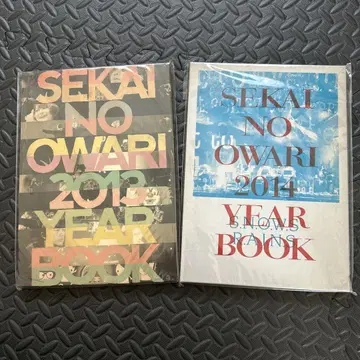 SEKAI
NO
OWARI
2013
YEAR
BOOK
SEKAI
NO
OWARI
2014
YEAR
BOOK
S.N.O.W.S
R.A.I.N.S